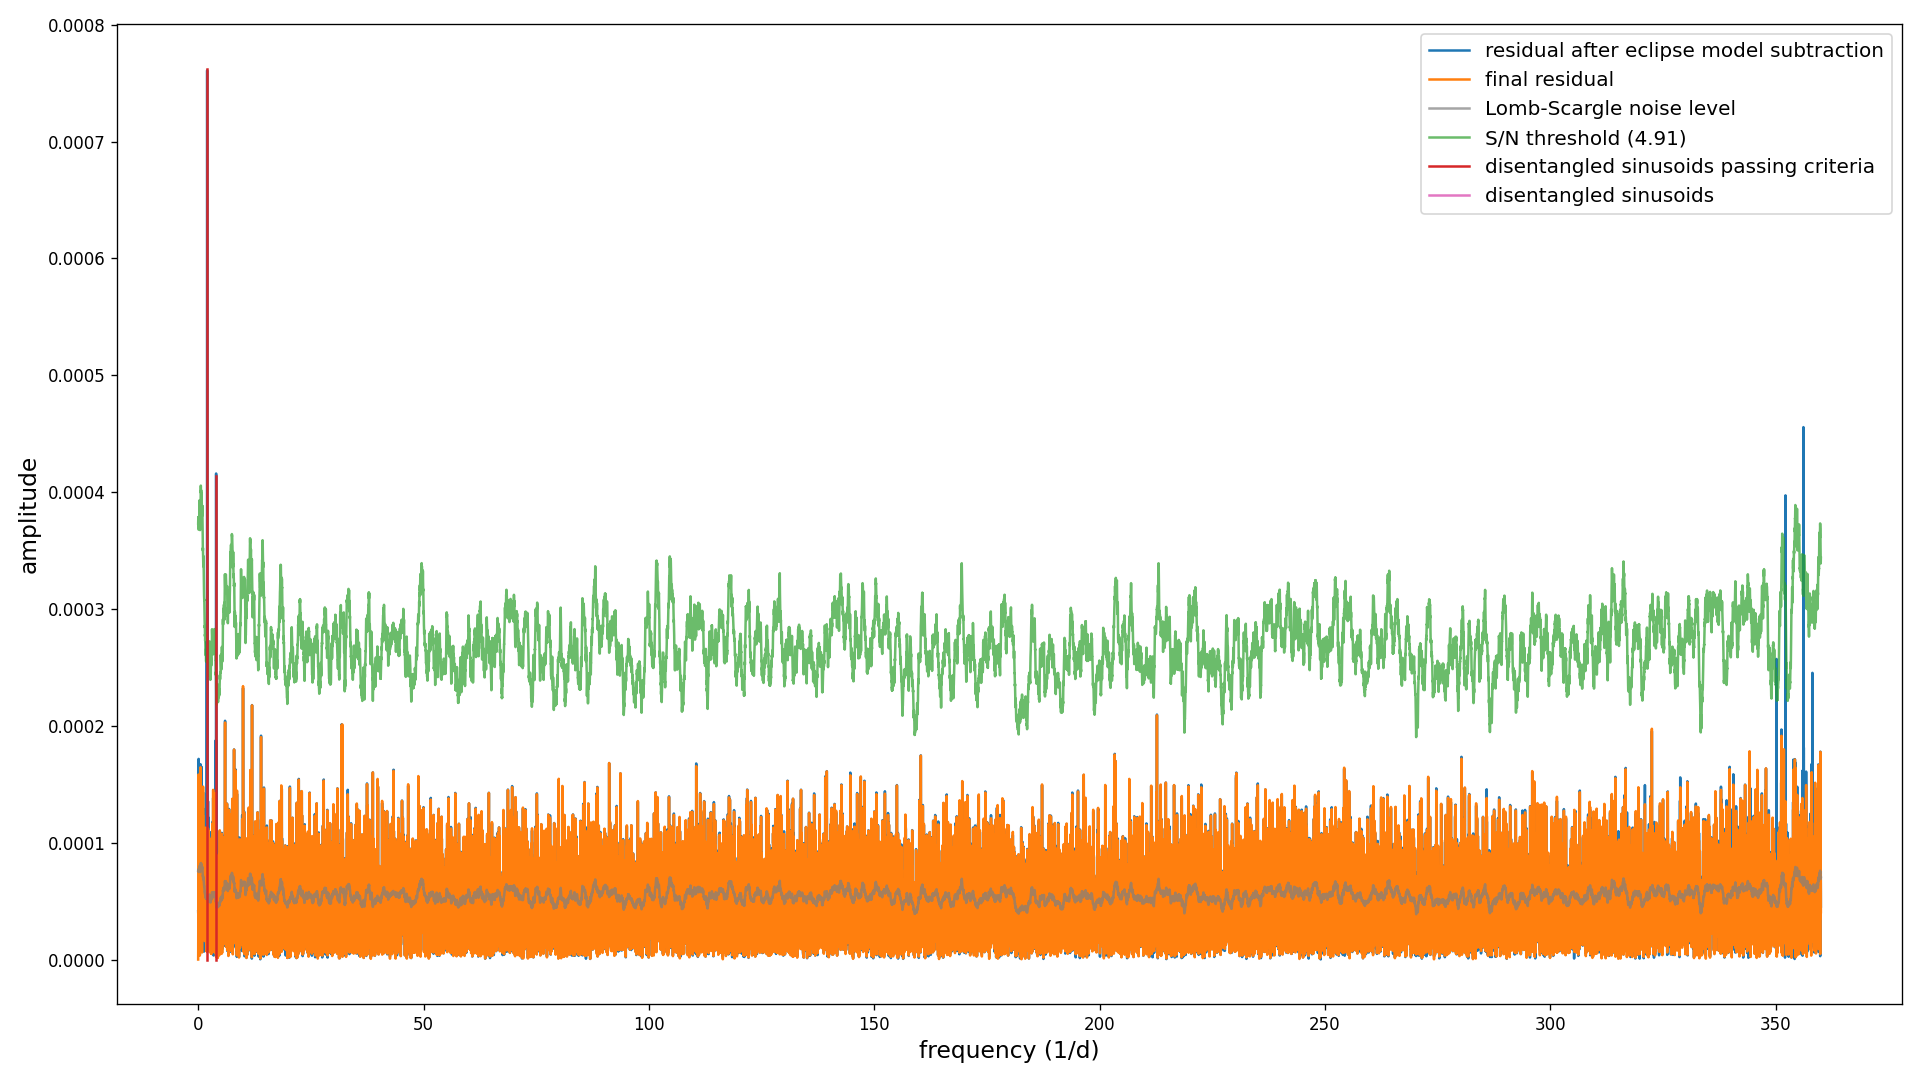 0.0008
0.0007
0.0006
0.0005
0.0004
0.0003
0.0002
0.0001
0.0000
amplitude
residual after eclipse model subtraction
final residual
Lomb-Scargle noise level
S/N threshold (4.91)
disentangled sinusoids passing criteria
disentangled sinusoids
0 50 100 150 200 250 300 350
frequency (1/d)